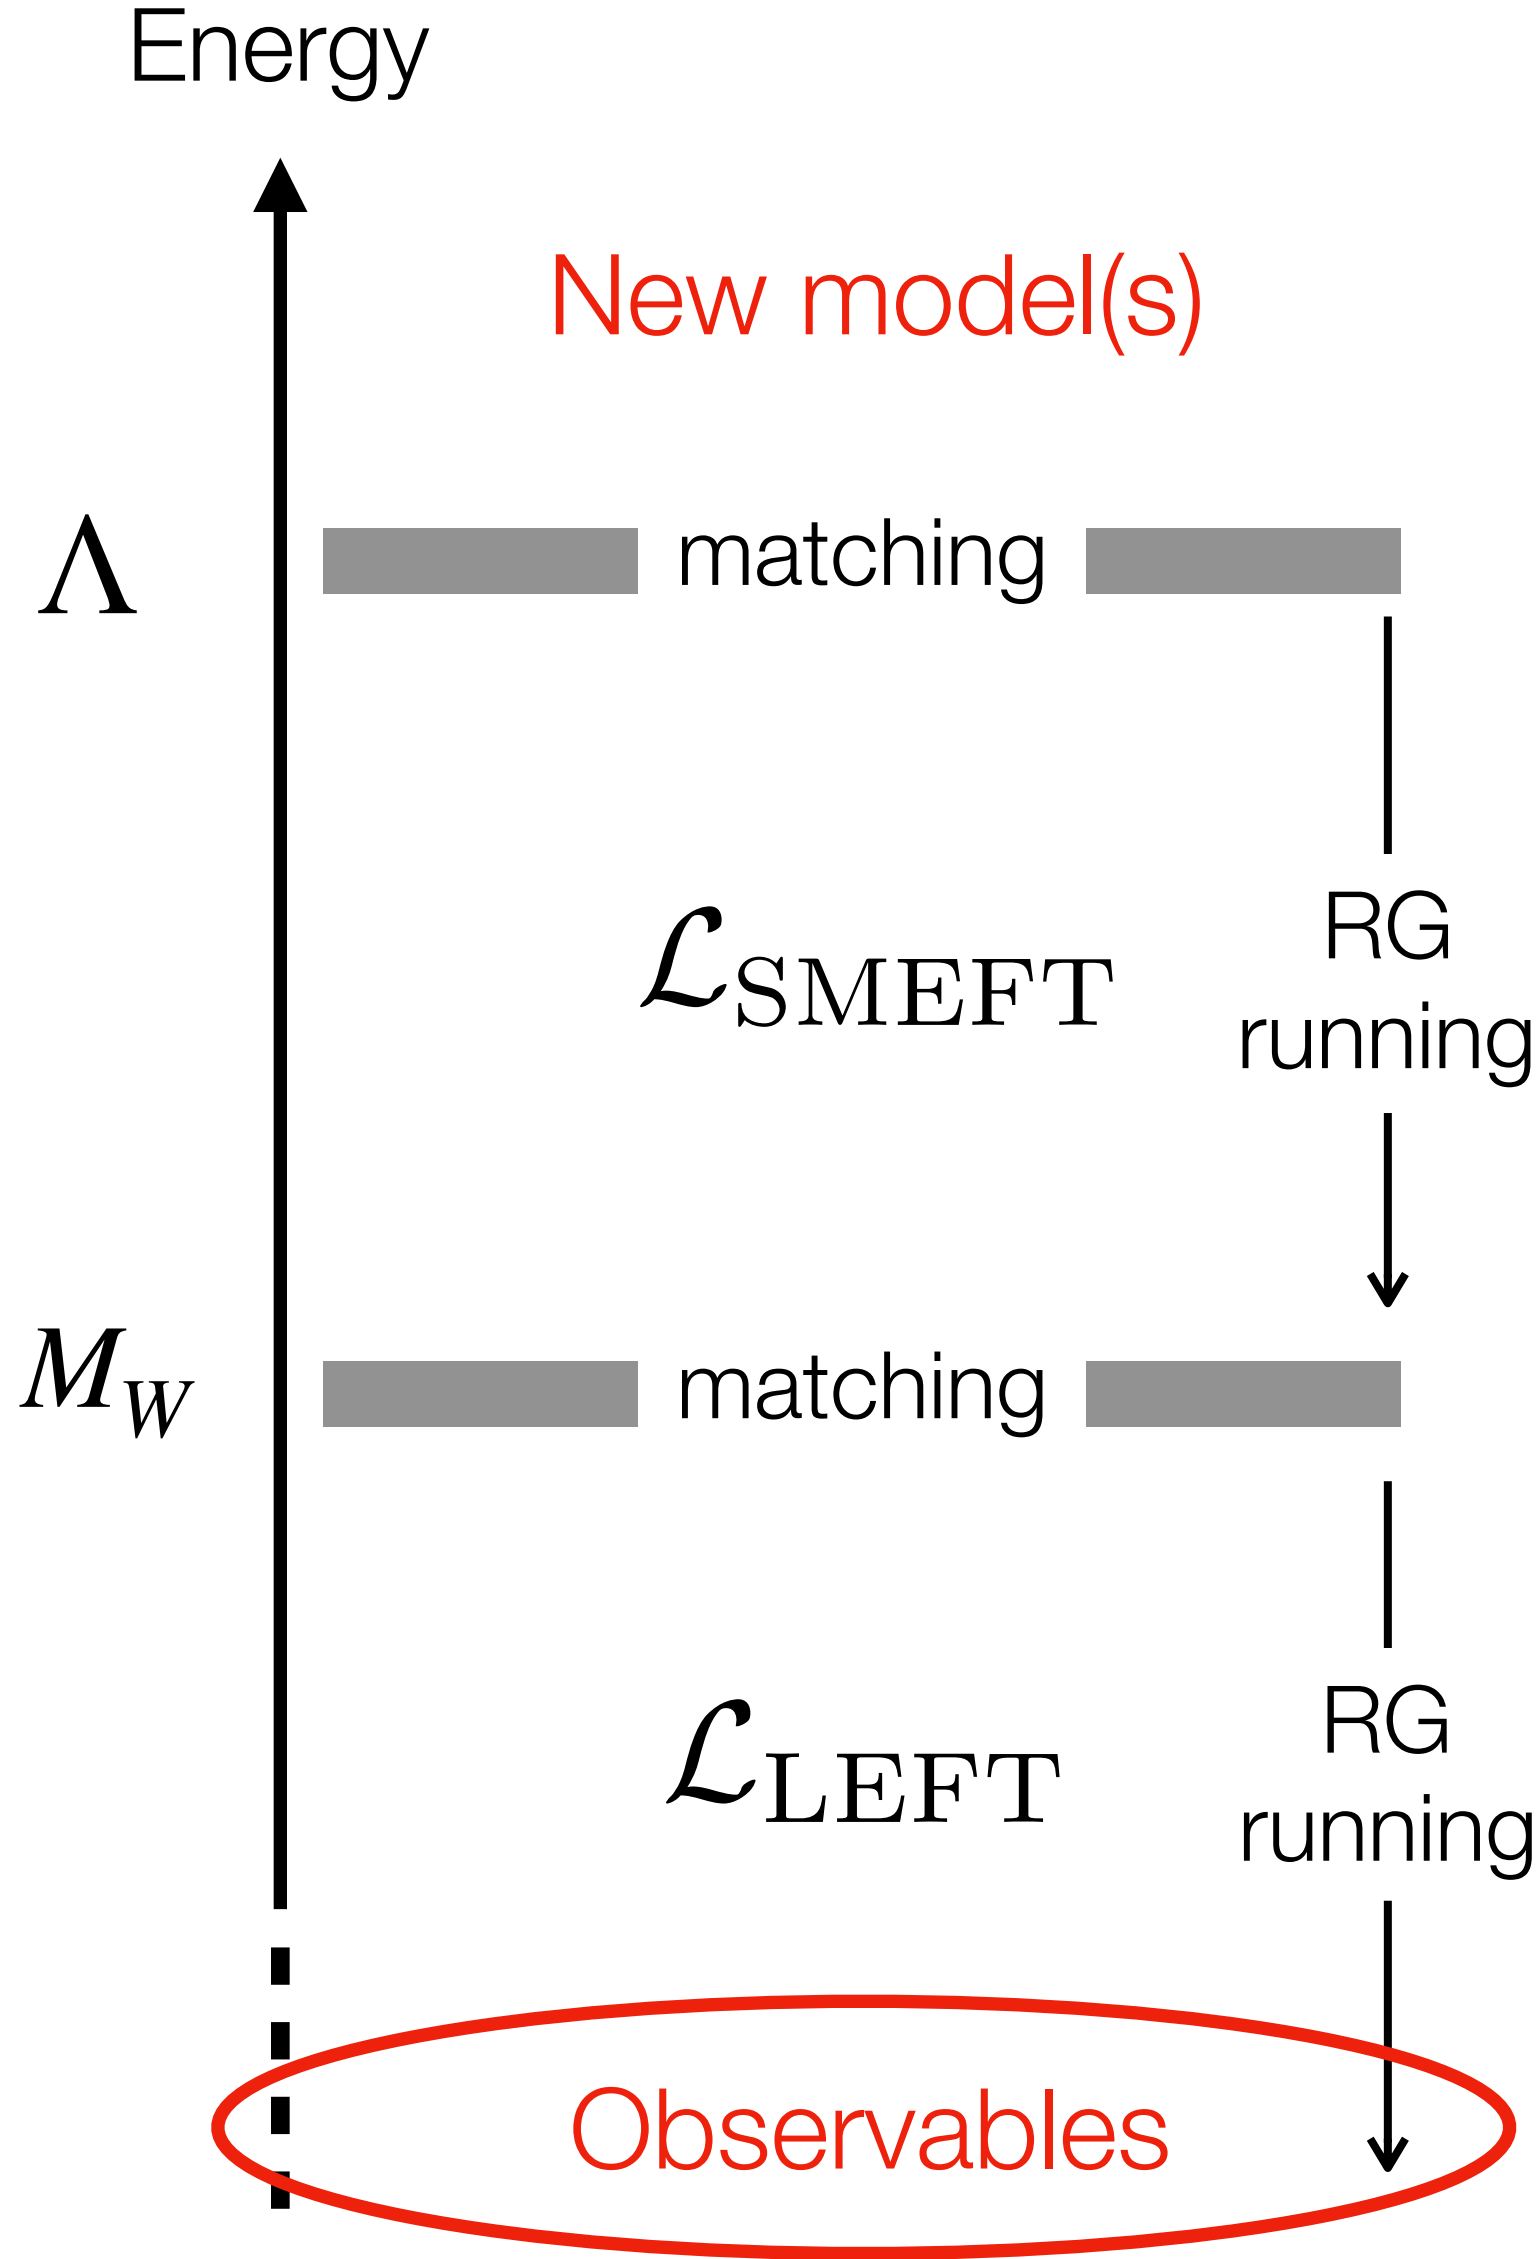 Energy
New model(s)
Λ
matching
ℒSMEFT
RG
running
MW
matching
ℒLEFT
RG
running
Observables